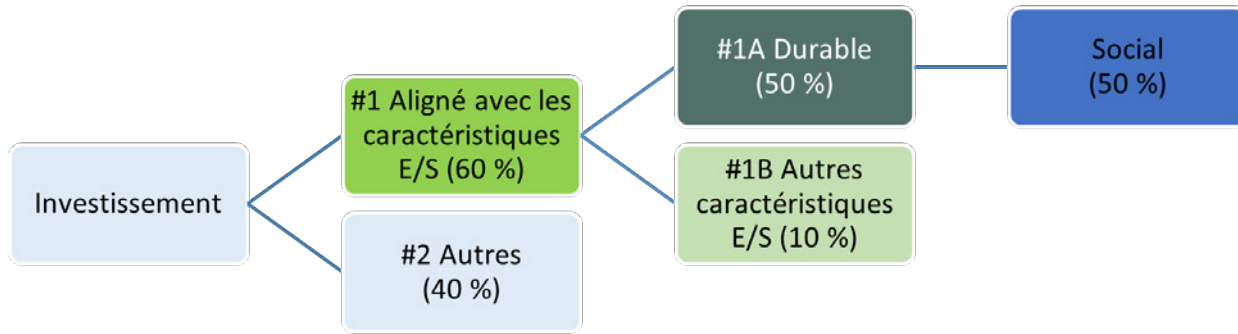 Investissement
#1 Aligné avec les
caractéristiques
E/S (60 %)
#2 Autres
(40 %)
#1A Durable
(50 %)
#1B Autres
caractéristiques
E/S (10 %)
Social
(50 %)